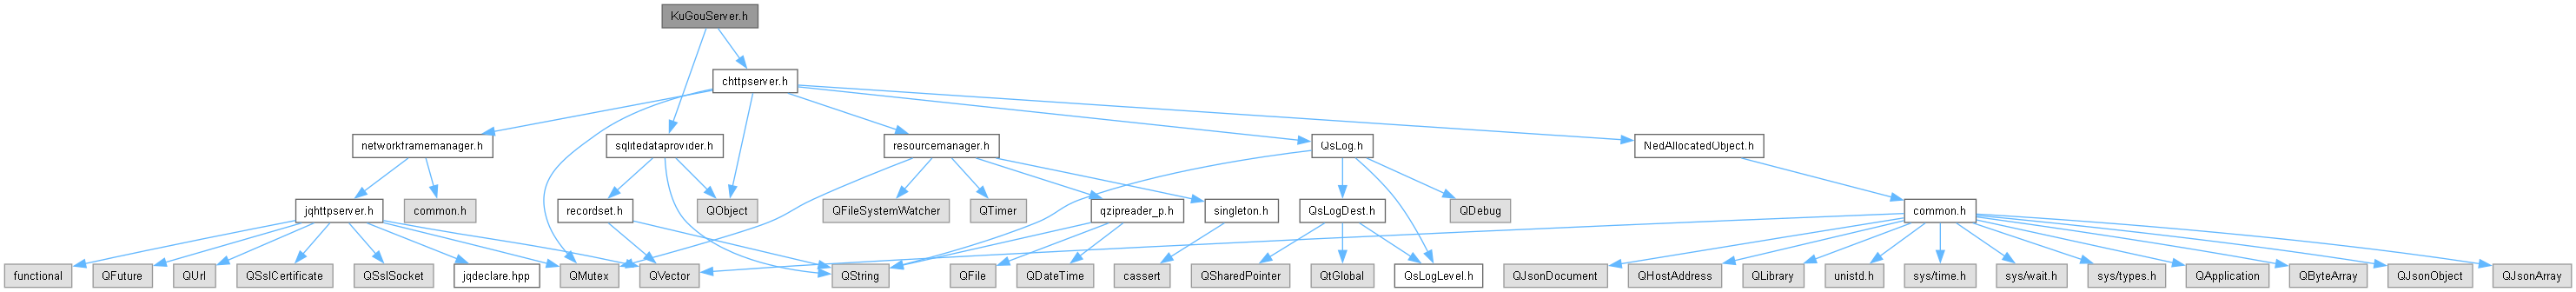 KuGouServer.h
chttpserver.h
networkframemanager.h
sqlitedataprovider.h
resourcemanager.h
QsLog.h
NedAllocatedObject.h
jqhttpserver.h
common.h
recordset.h
QObject
QFileSystemWatcher
QTimer
qzipreader_p.h
singleton.h
QsLogDest.h
QDebug
common.h
functional
QFuture
QUrl
QSslCertificate
QSslSocket
jqdeclare.hpp
QMutex
QVector
QString
QFile
QDateTime
cassert
QSharedPointer
QtGlobal
QsLogLevel.h
QJsonDocument
QHostAddress
QLibrary
unistd.h
sys/time.h
sys/wait.h
sys/types.h
QApplication
QByteArray
QJsonObject
QJsonArray